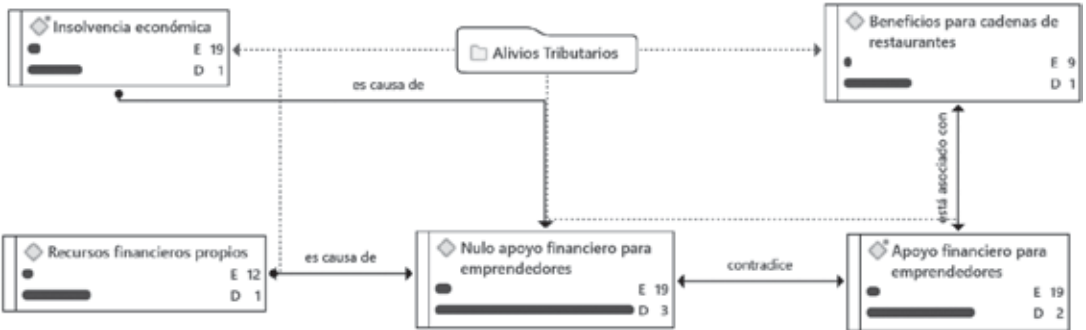 Insolvencia económica
E 19
D 1
Alivios Tributarios
Beneficios para cadenas de
restaurantes
E 9
D 1
es causa de
está asociado con
Recursos financieros propios
E 12
D 1
es causa de
Nulo apoyo financiero para
emprendedores
E 19
D 3
contradice
Apoyo financiero para
emprendedores
E 19
D 2